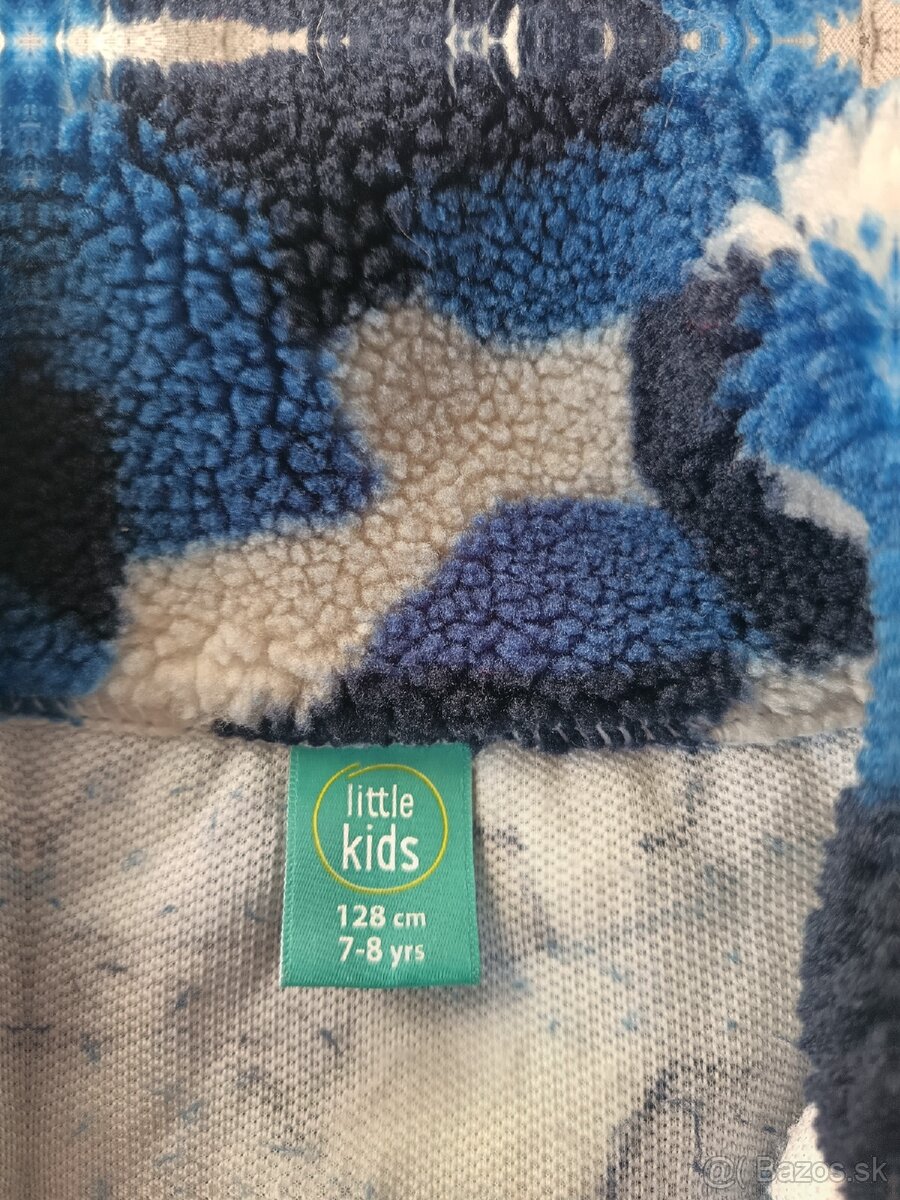 little
kids
128 cm
7-8 yrs
@ Bazos.sk